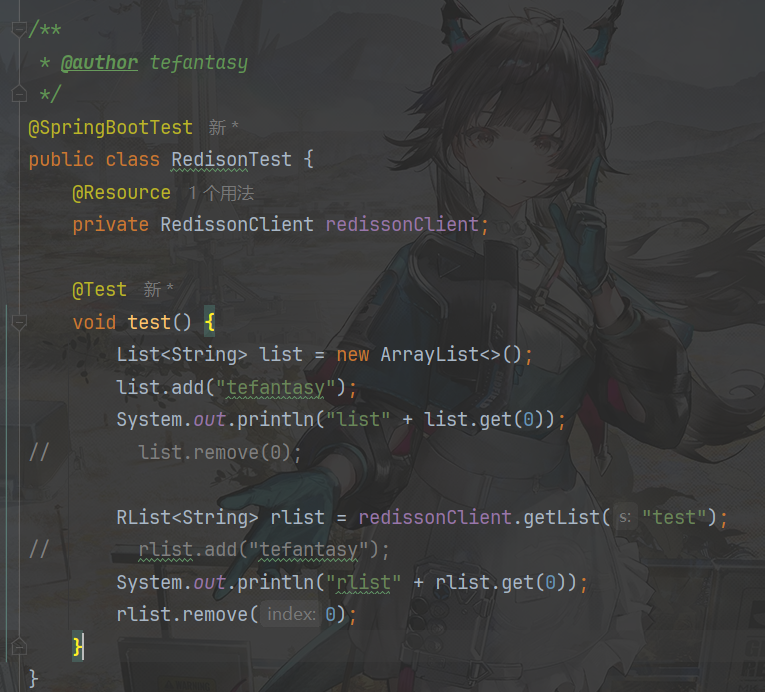 /**
 * @author tefantasy
 */
@SpringBootTest 新 *
public class RedisonTest {
    @Resource 1 个用法
    private RedissonClient redissonClient;

    @Test 新 *
    void test() {
        List<String> list = new ArrayList<>();
        list.add("tefantasy");
        System.out.println("list" + list.get(0));
//        list.remove(0);

        RList<String> rlist = redissonClient.getList( s: "test");
//        rlist.add("tefantasy");
        System.out.println("rlist" + rlist.get(0));
        rlist.remove( index: 0);
    }
}